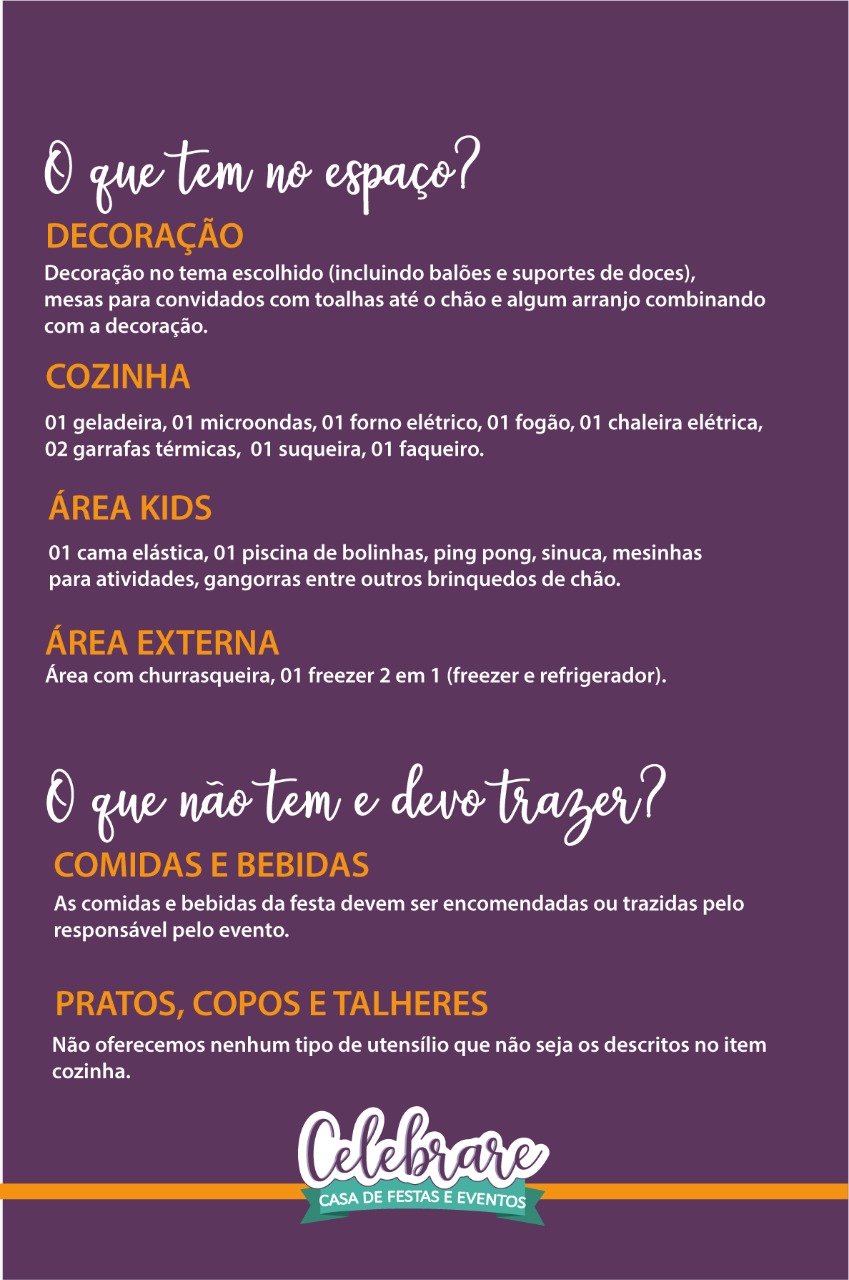 O que tem no espaço?
DECORAÇÃO
Decoração no tema escolhido (incluindo balões e suportes de doces),
mesas para convidados com toalhas até o chão e algum arranjo combinando
com a decoração.
COZINHA
01 geladeira, 01 microondas, 01 forno elétrico, 01 fogão, 01 chaleira elétrica,
02 garrafas térmicas,  01 suqueira, 01 faqueiro.
ÁREA KIDS
01 cama elástica, 01 piscina de bolinhas, ping pong, sinuca, mesinhas
para atividades, gangorras entre outros brinquedos de chão.
ÁREA EXTERNA
Área com churrasqueira, 01 freezer 2 em 1 (freezer e refrigerador).
O que não tem e devo trazer?
COMIDAS E BEBIDAS
As comidas e bebidas da festa devem ser encomendadas ou trazidas pelo
responsável pelo evento.
PRATOS, COPOS E TALHERES
Não oferecemos nenhum tipo de utensílio que não seja os descritos no item
cozinha.
Celebrare
CASA DE FESTAS E EVENTOS